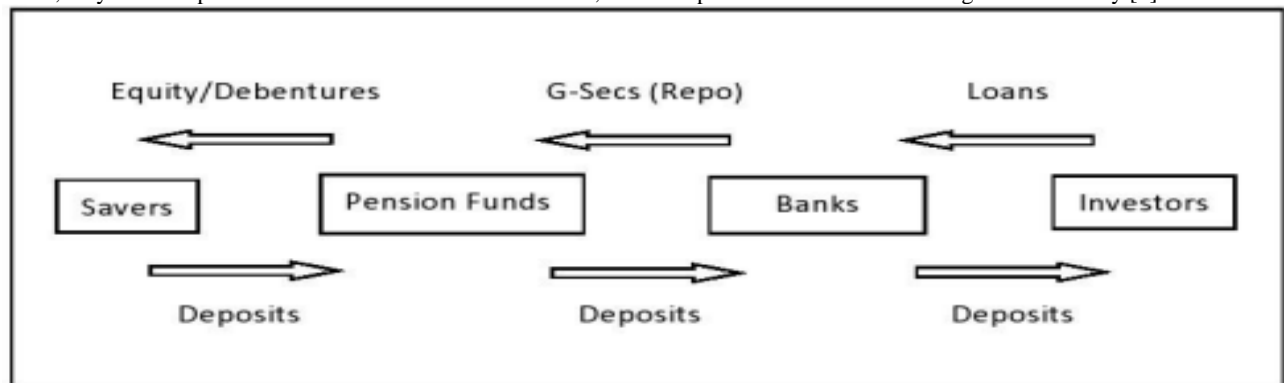 Equity/Debentures G-Secs (Repo) Loans
Savers Pension Funds Banks Investors
Deposits Deposits Deposits